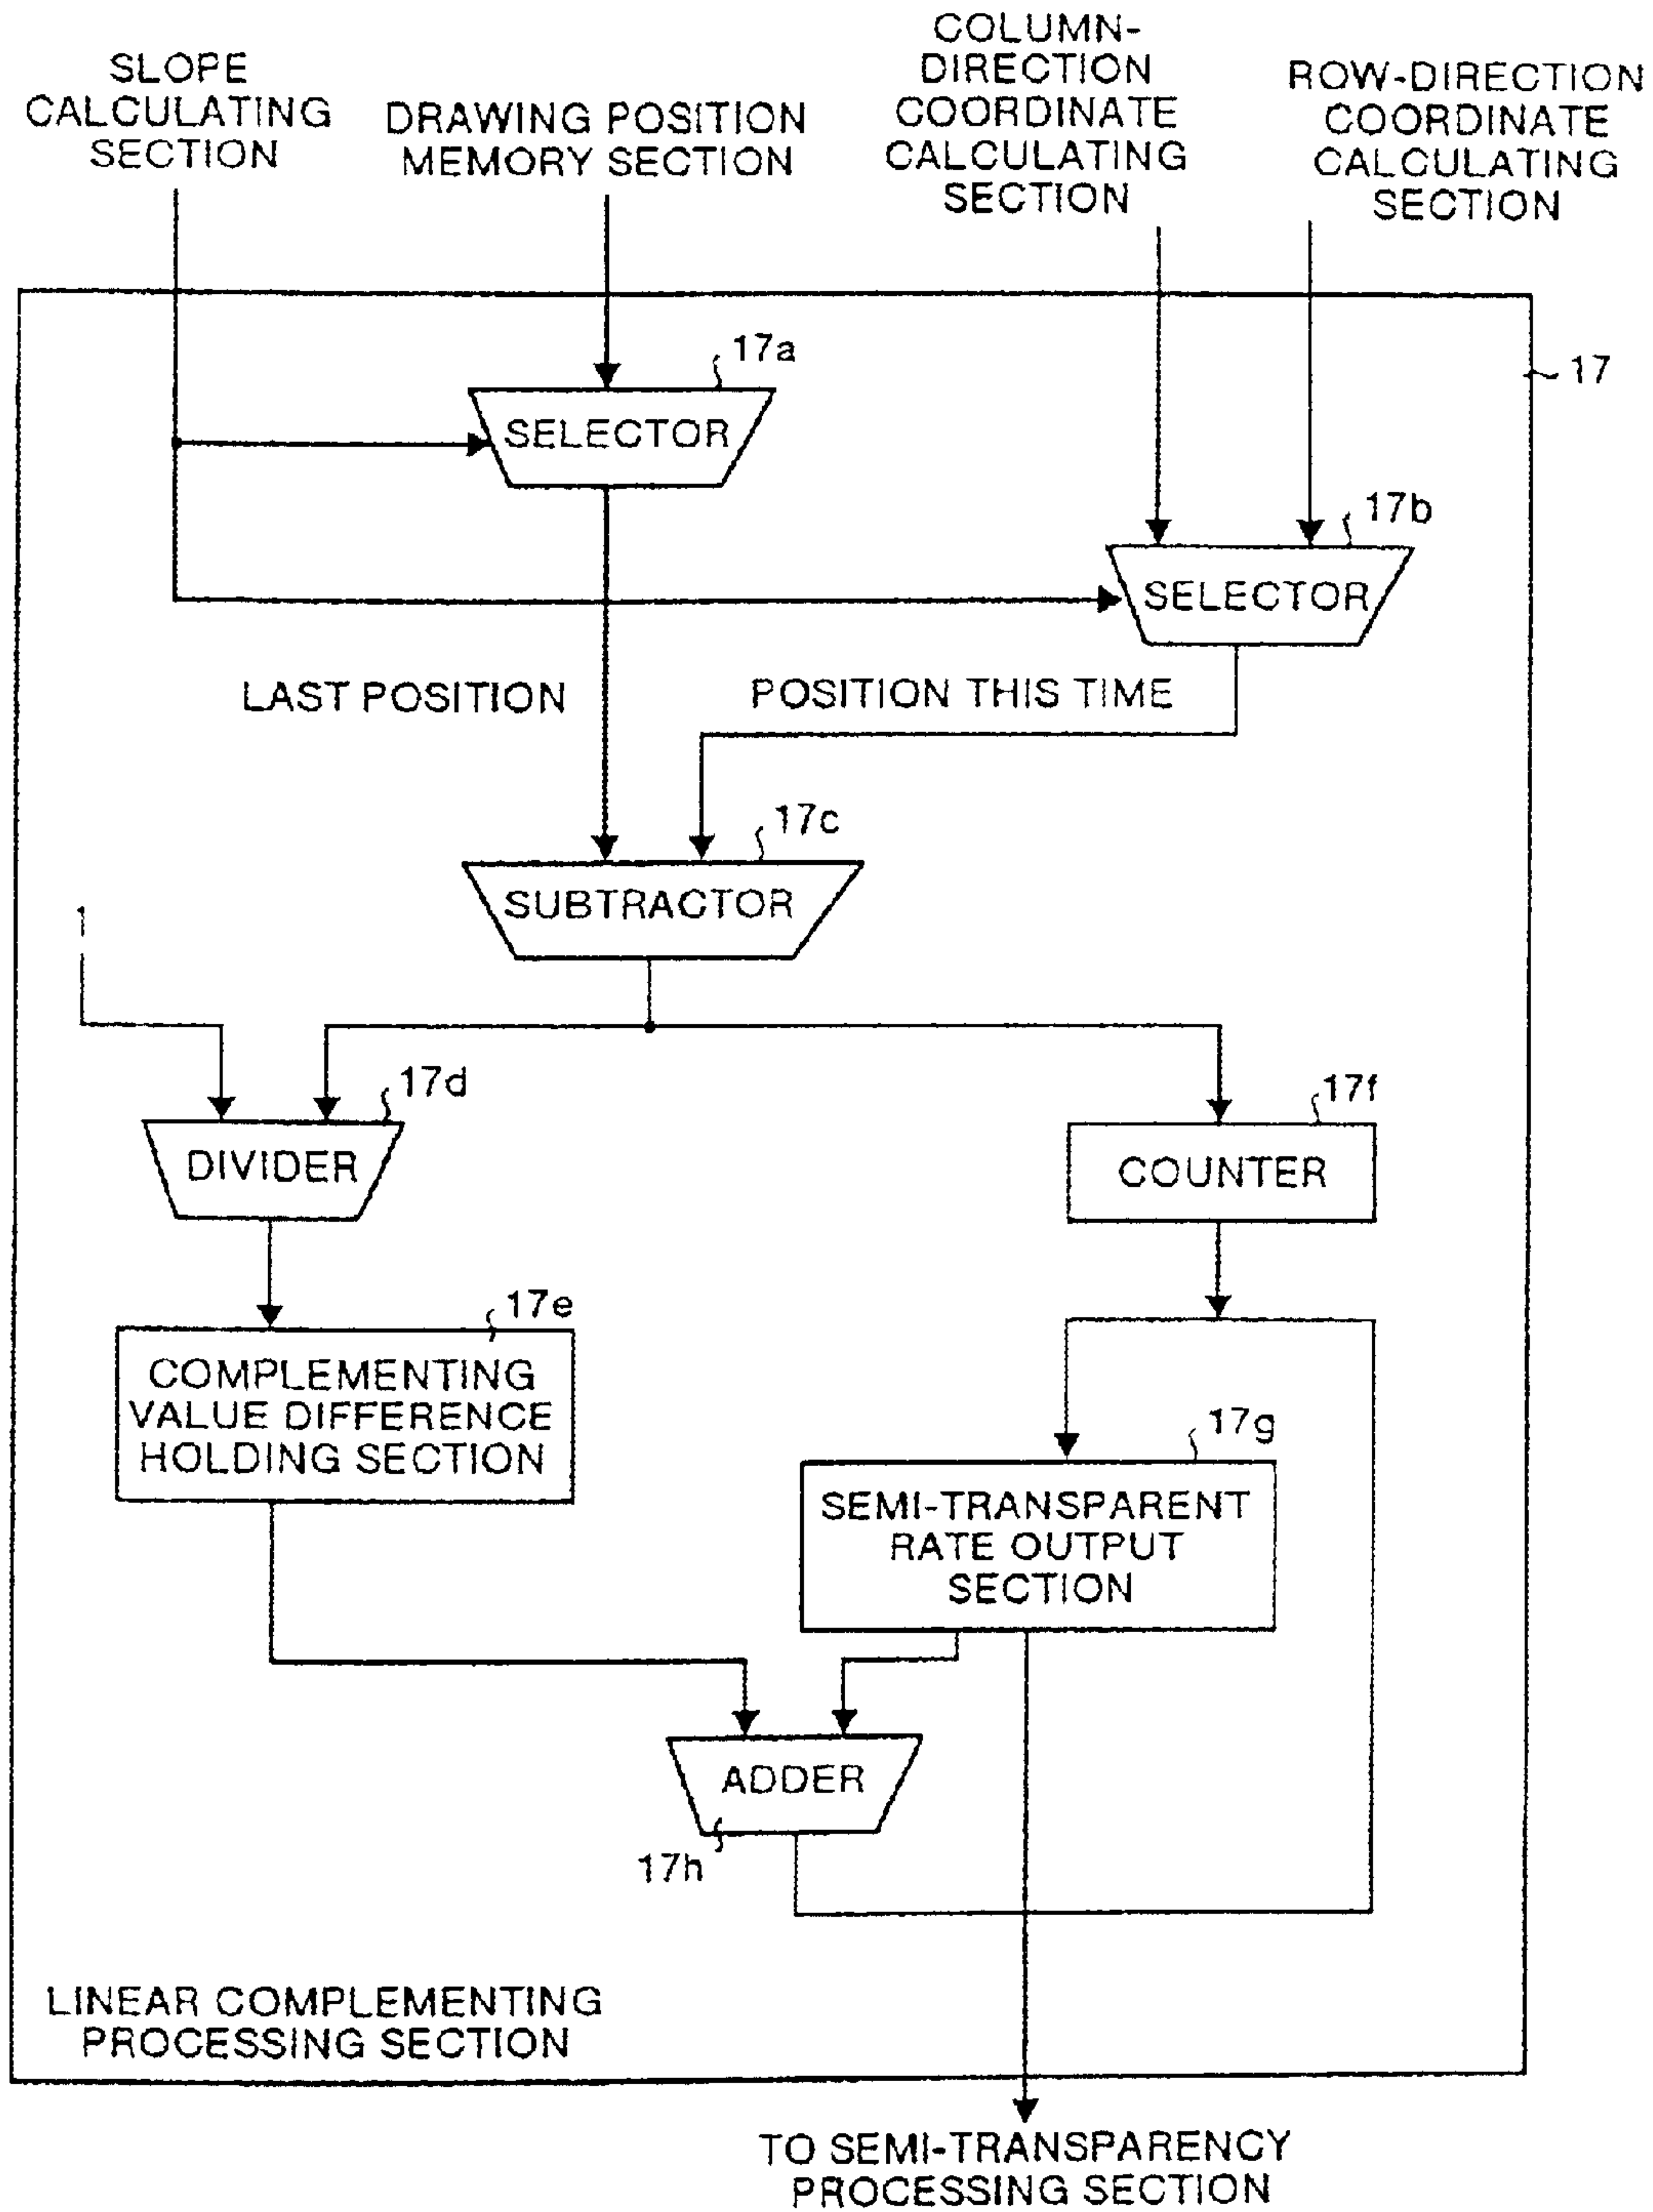 SLOPE
CALCULATING
SECTION
DRAWING POSITION
MEMORY SECTION
COLUMN-
DIRECTION
COORDINATE
CALCULATING
SECTION
ROW-DIRECTION
COORDINATE
CALCULATING
SECTION
17a
17
SELECTOR
17b
SELECTOR
LAST POSITION
POSITION THIS TIME
17c
SUBTRACTOR
1
17d
DIVIDER
17f
COUNTER
17e
COMPLEMENTING
VALUE DIFFERENCE
HOLDING SECTION
17g
SEMI-TRANSPARENT
RATE OUTPUT
SECTION
ADDER
17h
LINEAR COMPLEMENTING
PROCESSING SECTION
TO SEMI-TRANSPARENCY
PROCESSING SECTION